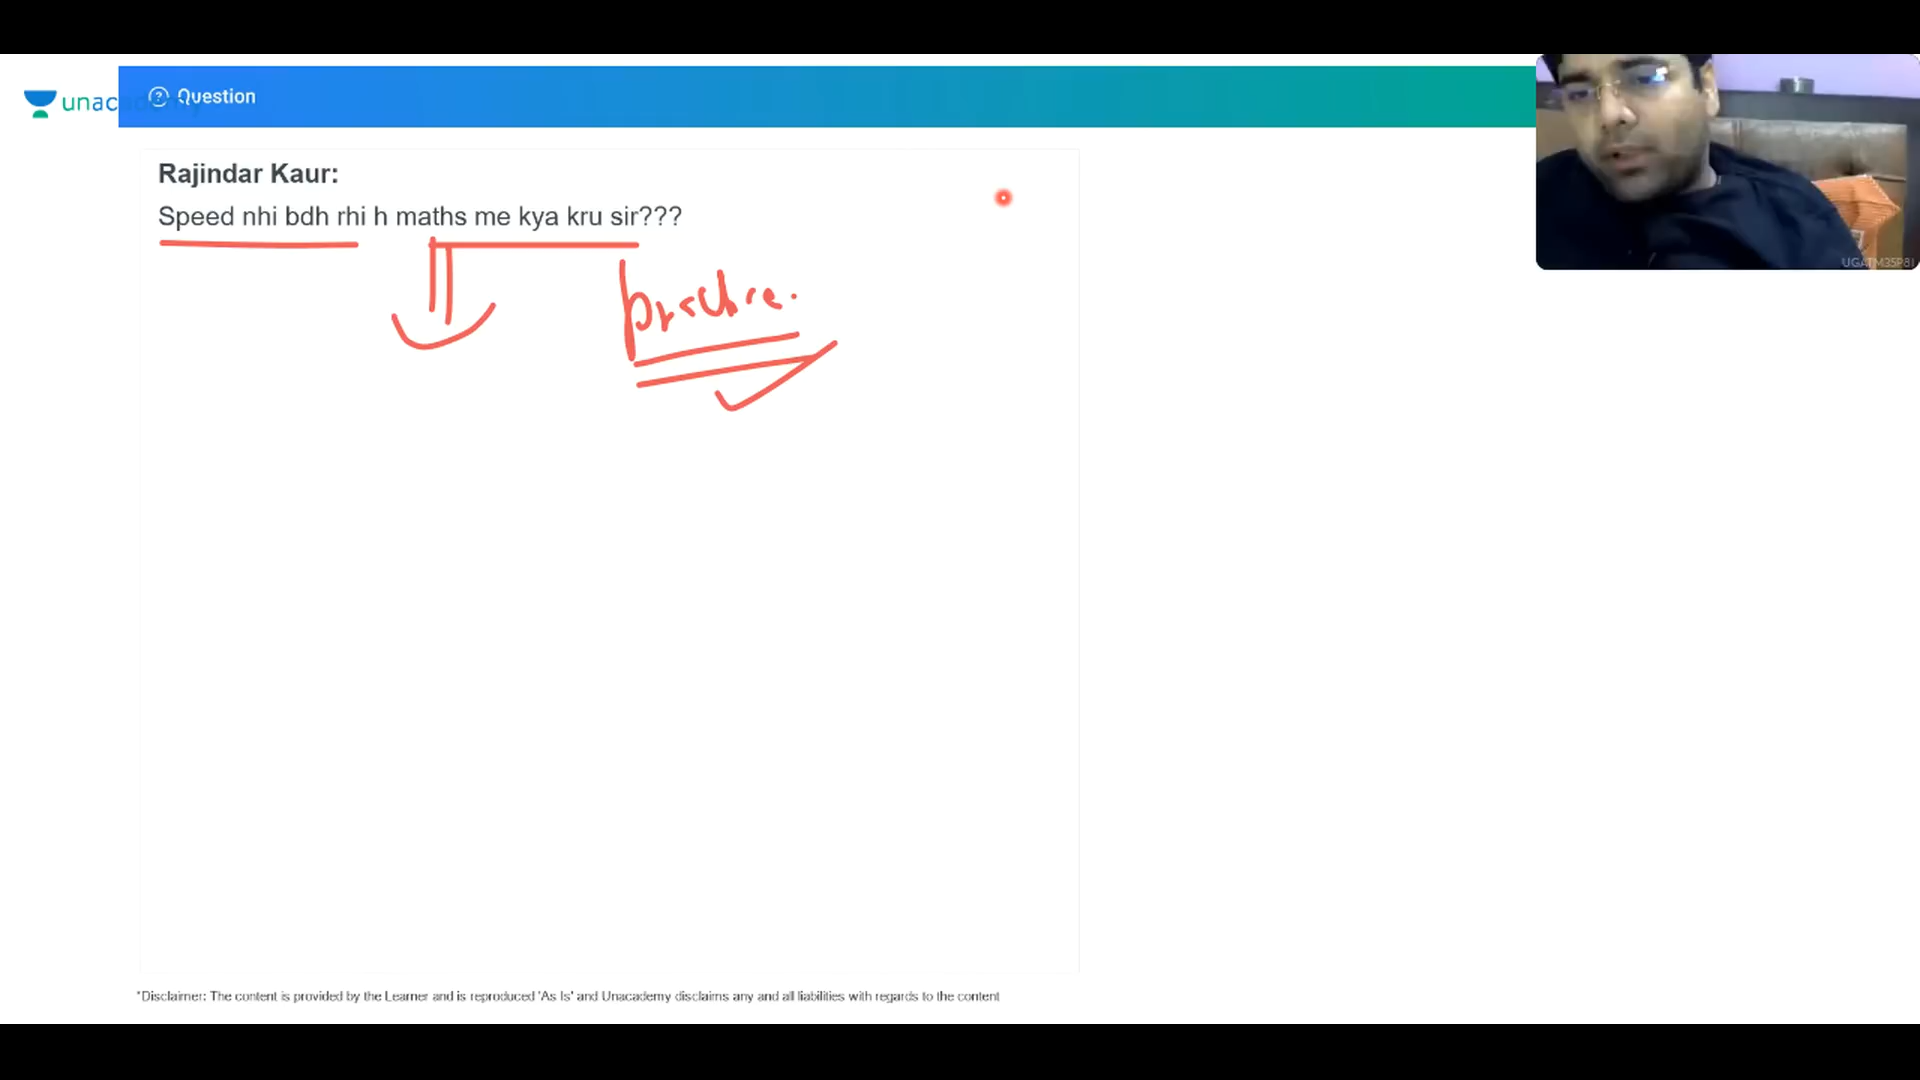 unacademy
Question
Rajindar Kaur:
Speed nhi bdh rhi h maths me kya kru sir???
practice.
UGATM35P8I
*Disclaimer: The content is provided by the Learner and is reproduced 'As Is' and Unacademy disclaims any and all liabilities with regards to the content